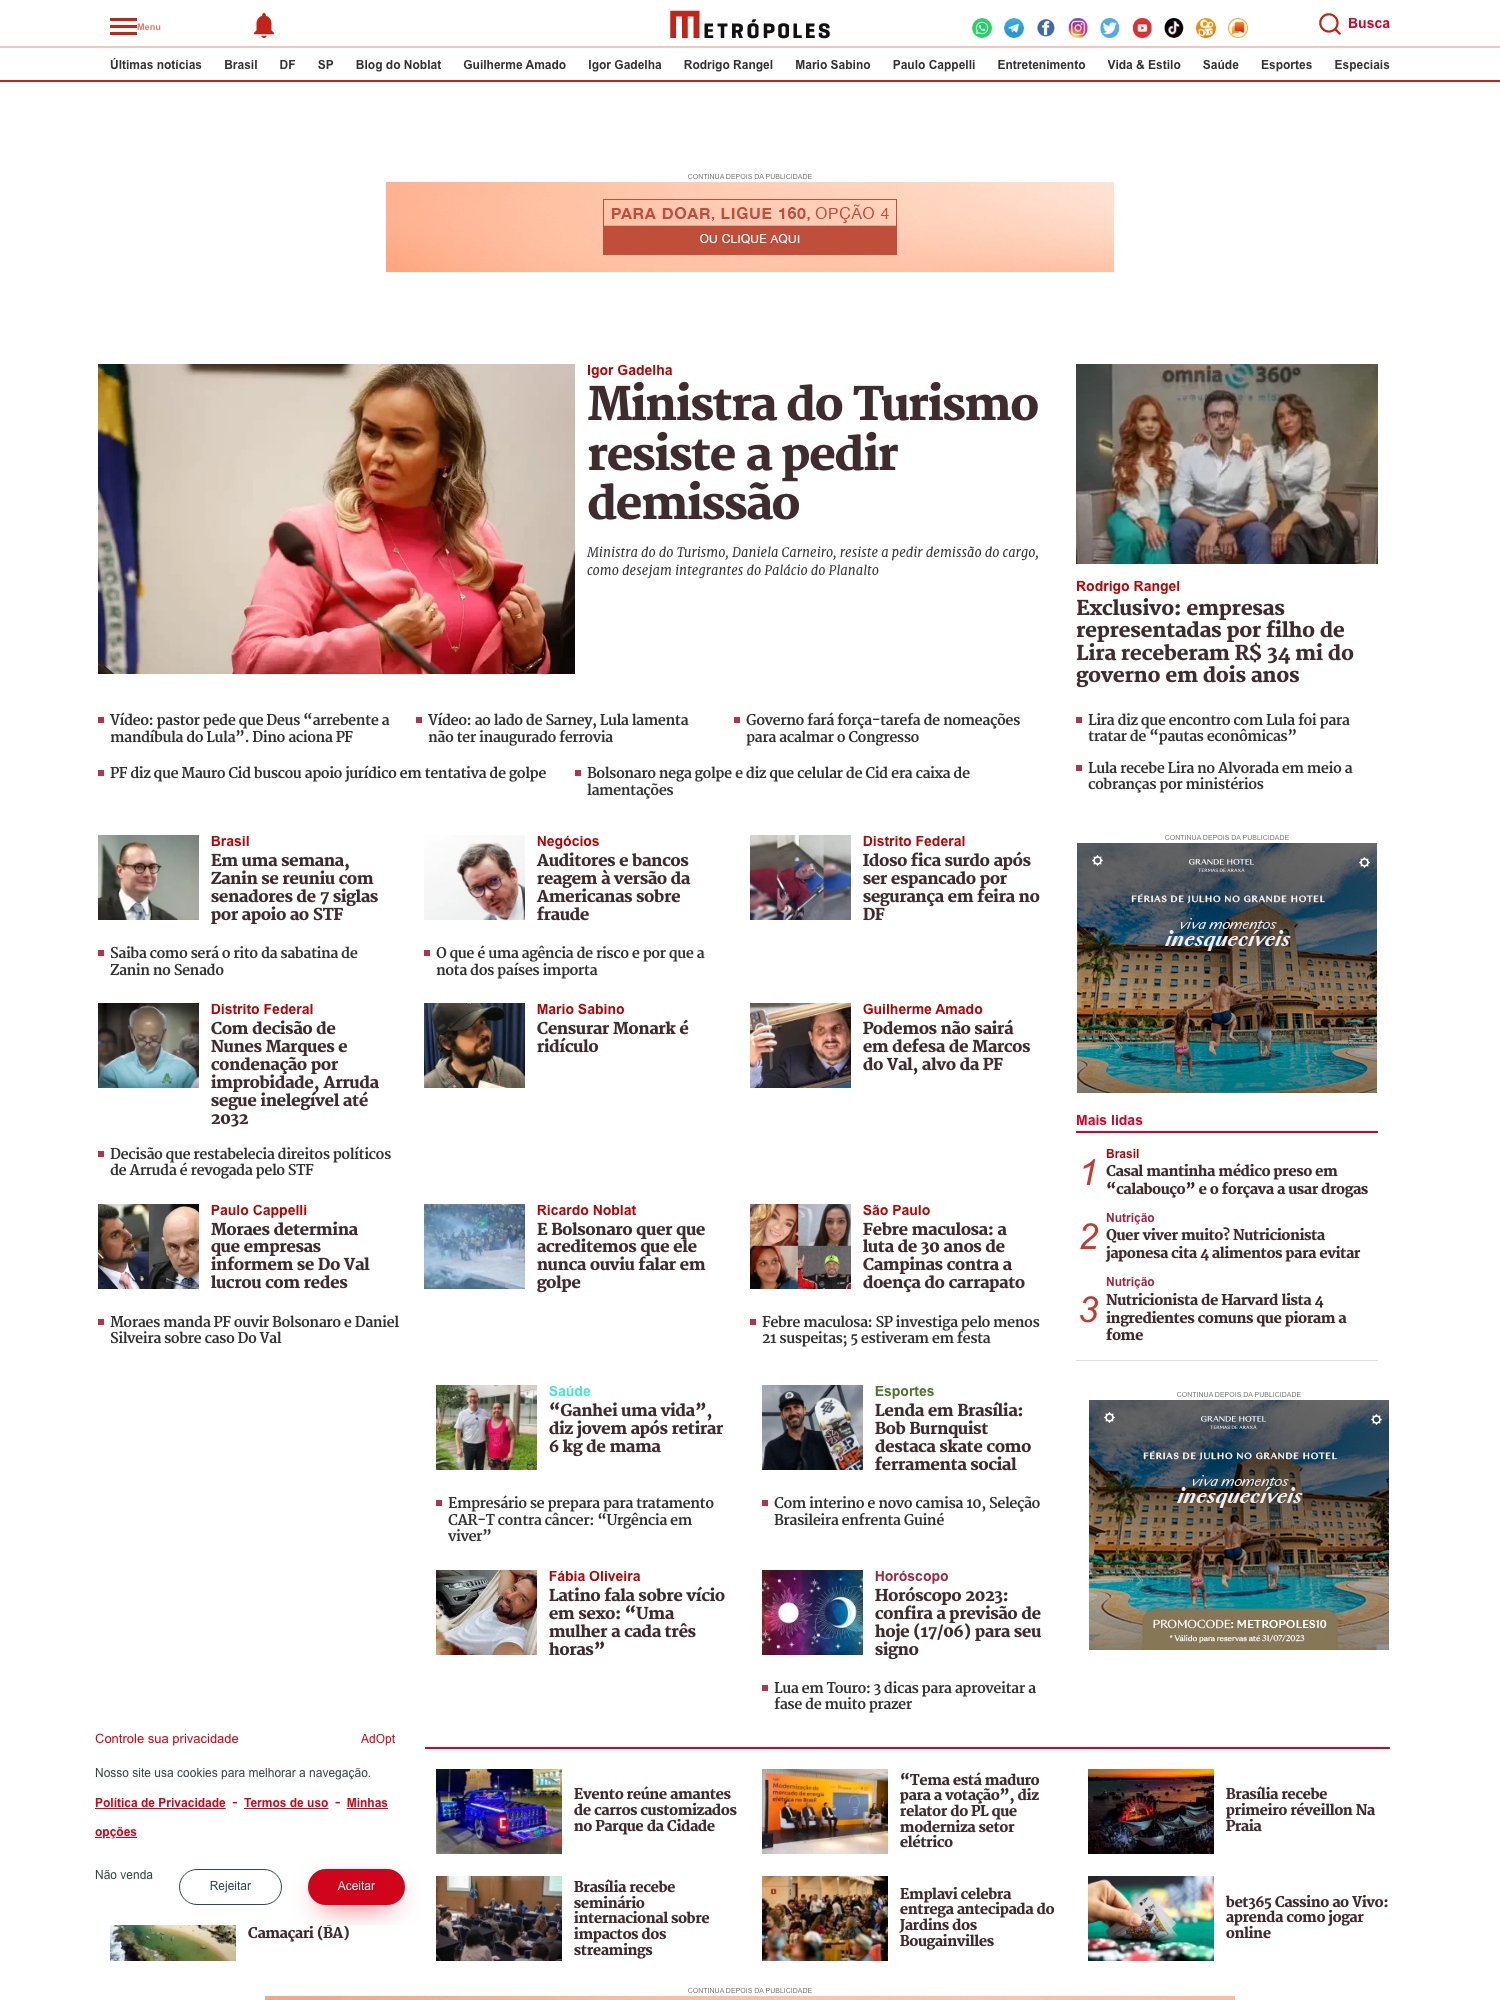 Menu
METRÓPOLES
Busca
Últimas notícias Brasil DF SP Blog do Noblat Guilherme Amado Igor Gadelha Rodrigo Rangel Mario Sabino Paulo Cappelli Entretenimento Vida & Estilo Saúde Esportes Especiais
CONTINUA DEPOIS DA PUBLICIDADE
PARA DOAR, LIGUE 160, OPÇÃO 4
OU CLIQUE AQUI
Igor Gadelha
Ministra do Turismo
resiste a pedir
demissão
Ministra do do Turismo, Daniela Carneiro, resiste a pedir demissão do cargo,
como desejam integrantes do Palácio do Planalto
omnia 360°
Rodrigo Rangel
Exclusivo: empresas
representadas por filho de
Lira receberam R$ 34 mi do
governo em dois anos
Vídeo: pastor pede que Deus “arrebente a
mandíbula do Lula”. Dino aciona PF
Vídeo: ao lado de Sarney, Lula lamenta
não ter inaugurado ferrovia
Governo fará força-tarefa de nomeações
para acalmar o Congresso
PF diz que Mauro Cid buscou apoio jurídico em tentativa de golpe
Bolsonaro nega golpe e diz que celular de Cid era caixa de
lamentações
Lira diz que encontro com Lula foi para
tratar de “pautas econômicas”
Lula recebe Lira no Alvorada em meio a
cobranças por ministérios
Brasil
Em uma semana,
Zanin se reuniu com
senadores de 7 siglas
por apoio ao STF
Saiba como será o rito da sabatina de
Zanin no Senado
Negócios
Auditores e bancos
reagem à versão da
Americanas sobre
fraude
O que é uma agência de risco e por que a
nota dos países importa
Distrito Federal
Idoso fica surdo após
ser espancado por
segurança em feira no
DF
Distrito Federal
Com decisão de
Nunes Marques e
condenação por
improbidade, Arruda
segue inelegível até
2032
Decisão que restabelecia direitos políticos
de Arruda é revogada pelo STF
Mario Sabino
Censurar Monark é
ridículo
Guilherme Amado
Podemos não sairá
em defesa de Marcos
do Val, alvo da PF
Paulo Cappelli
Moraes determina
que empresas
informem se Do Val
lucrou com redes
Moraes manda PF ouvir Bolsonaro e Daniel
Silveira sobre caso Do Val
Ricardo Noblat
E Bolsonaro quer que
acreditemos que ele
nunca ouviu falar em
golpe
São Paulo
Febre maculosa: a
luta de 30 anos de
Campinas contra a
doença do carrapato
Febre maculosa: SP investiga pelo menos
21 suspeitas; 5 estiveram em festa
CONTINUA DEPOIS DA PUBLICIDADE
GRANDE HOTEL
TERMAS DE ARAXÁ
FÉRIAS DE JULHO NO GRANDE HOTEL
viva momentos
inesquecíveis
Mais lidas
1
Brasil
Casal mantinha médico preso em
“calabouço” e o forçava a usar drogas
2
Nutrição
Quer viver muito? Nutricionista
japonesa cita 4 alimentos para evitar
3
Nutrição
Nutricionista de Harvard lista 4
ingredientes comuns que pioram a
fome
Saúde
“Ganhei uma vida”,
diz jovem após retirar
6 kg de mama
Empresário se prepara para tratamento
CAR-T contra câncer: “Urgência em
viver”
Esportes
Lenda em Brasília:
Bob Burnquist
destaca skate como
ferramenta social
Com interino e novo camisa 10, Seleção
Brasileira enfrenta Guiné
Fábia Oliveira
Latino fala sobre vício
em sexo: “Uma
mulher a cada três
horas”
Horóscopo
Horóscopo 2023:
confira a previsão de
hoje (17/06) para seu
signo
Lua em Touro: 3 dicas para aproveitar a
fase de muito prazer
CONTINUA DEPOIS DA PUBLICIDADE
GRANDE HOTEL
TERMAS DE ARAXÁ
FÉRIAS DE JULHO NO GRANDE HOTEL
viva momentos
inesquecíveis
PROMOCODE: METROPOLES10
*Válido para reservas até 31/07/2023
Controle sua privacidade
AdOpt
Nosso site usa cookies para melhorar a navegação.
Política de Privacidade - Termos de uso - Minhas
opções
Não venda
Rejeitar
Aceitar
Camaçari (BA)
Evento reúne amantes
de carros customizados
no Parque da Cidade
“Tema está maduro
para a votação”, diz
relator do PL que
moderniza setor
elétrico
Brasília recebe
primeiro réveillon Na
Praia
Brasília recebe
seminário
internacional sobre
impactos dos
streamings
Emplavi celebra
entrega antecipada do
Jardins dos
Bougainvilles
bet365 Cassino ao Vivo:
aprenda como jogar
online
CONTINUA DEPOIS DA PUBLICIDADE